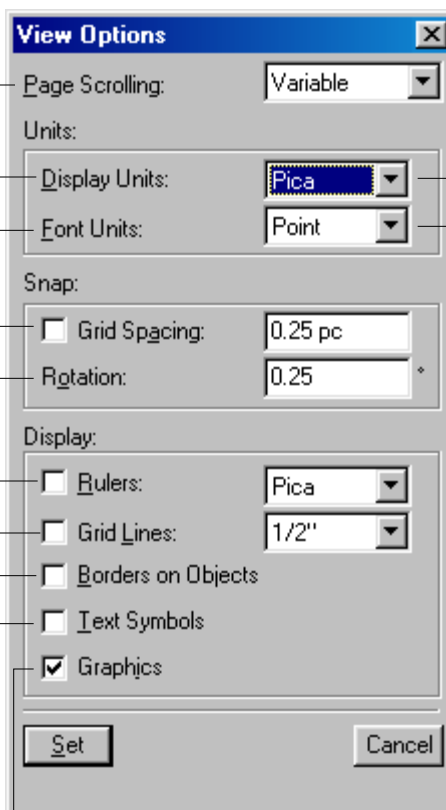 View Options
Page Scrolling: Variable
Units:
Display Units: Pica
Font Units: Point
Snap:
Grid Spacing: 0.25 pc
Rotation: 0.25 °
Display:
Rulers: Pica
Grid Lines: 1/2"
Borders on Objects
Text Symbols
Graphics
Set Cancel